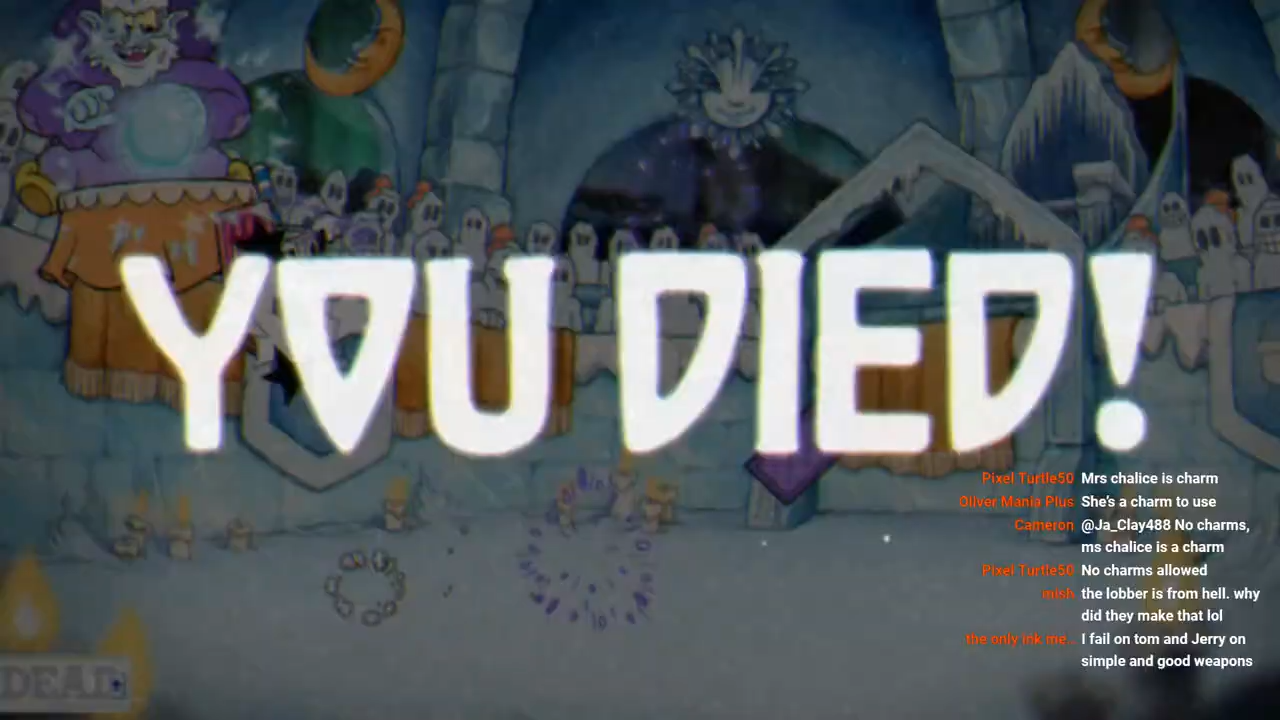 YOU DIED!
Pixel Turtle50 Mrs chalice is charm
Oliver Mania Plus She's a charm to use
Cameron @Ja_Clay488 No charms,
ms chalice is a charm
Pixel Turtle50 No charms allowed
mish the lobber is from hell. why
did they make that lol
the only ink me... I fail on tom and Jerry on
simple and good weapons
DEAD